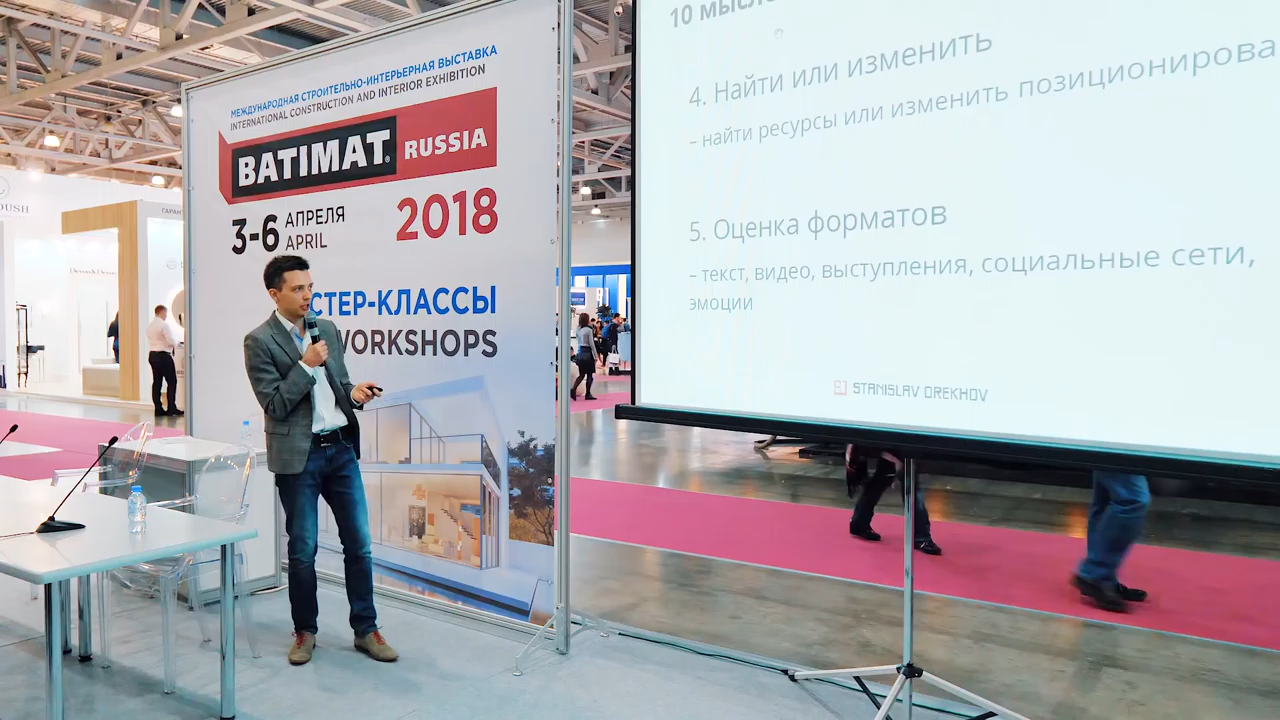 МЕЖДУНАРОДНАЯ СТРОИТЕЛЬНО-ИНТЕРЬЕРНАЯ ВЫСТАВКА
INTERNATIONAL CONSTRUCTION AND INTERIOR EXHIBITION
BATIMAT RUSSIA
3-6 АПРЕЛЯ
APRIL
2018
СТЕР-КЛАССЫ
WORKSHOPS
10 мысле
4. Найти или изменить
– найти ресурсы или изменить позиционирова
5. Оценка форматов
– текст, видео, выступления, социальные сети,
эмоции
STANISLAV OREKHOV